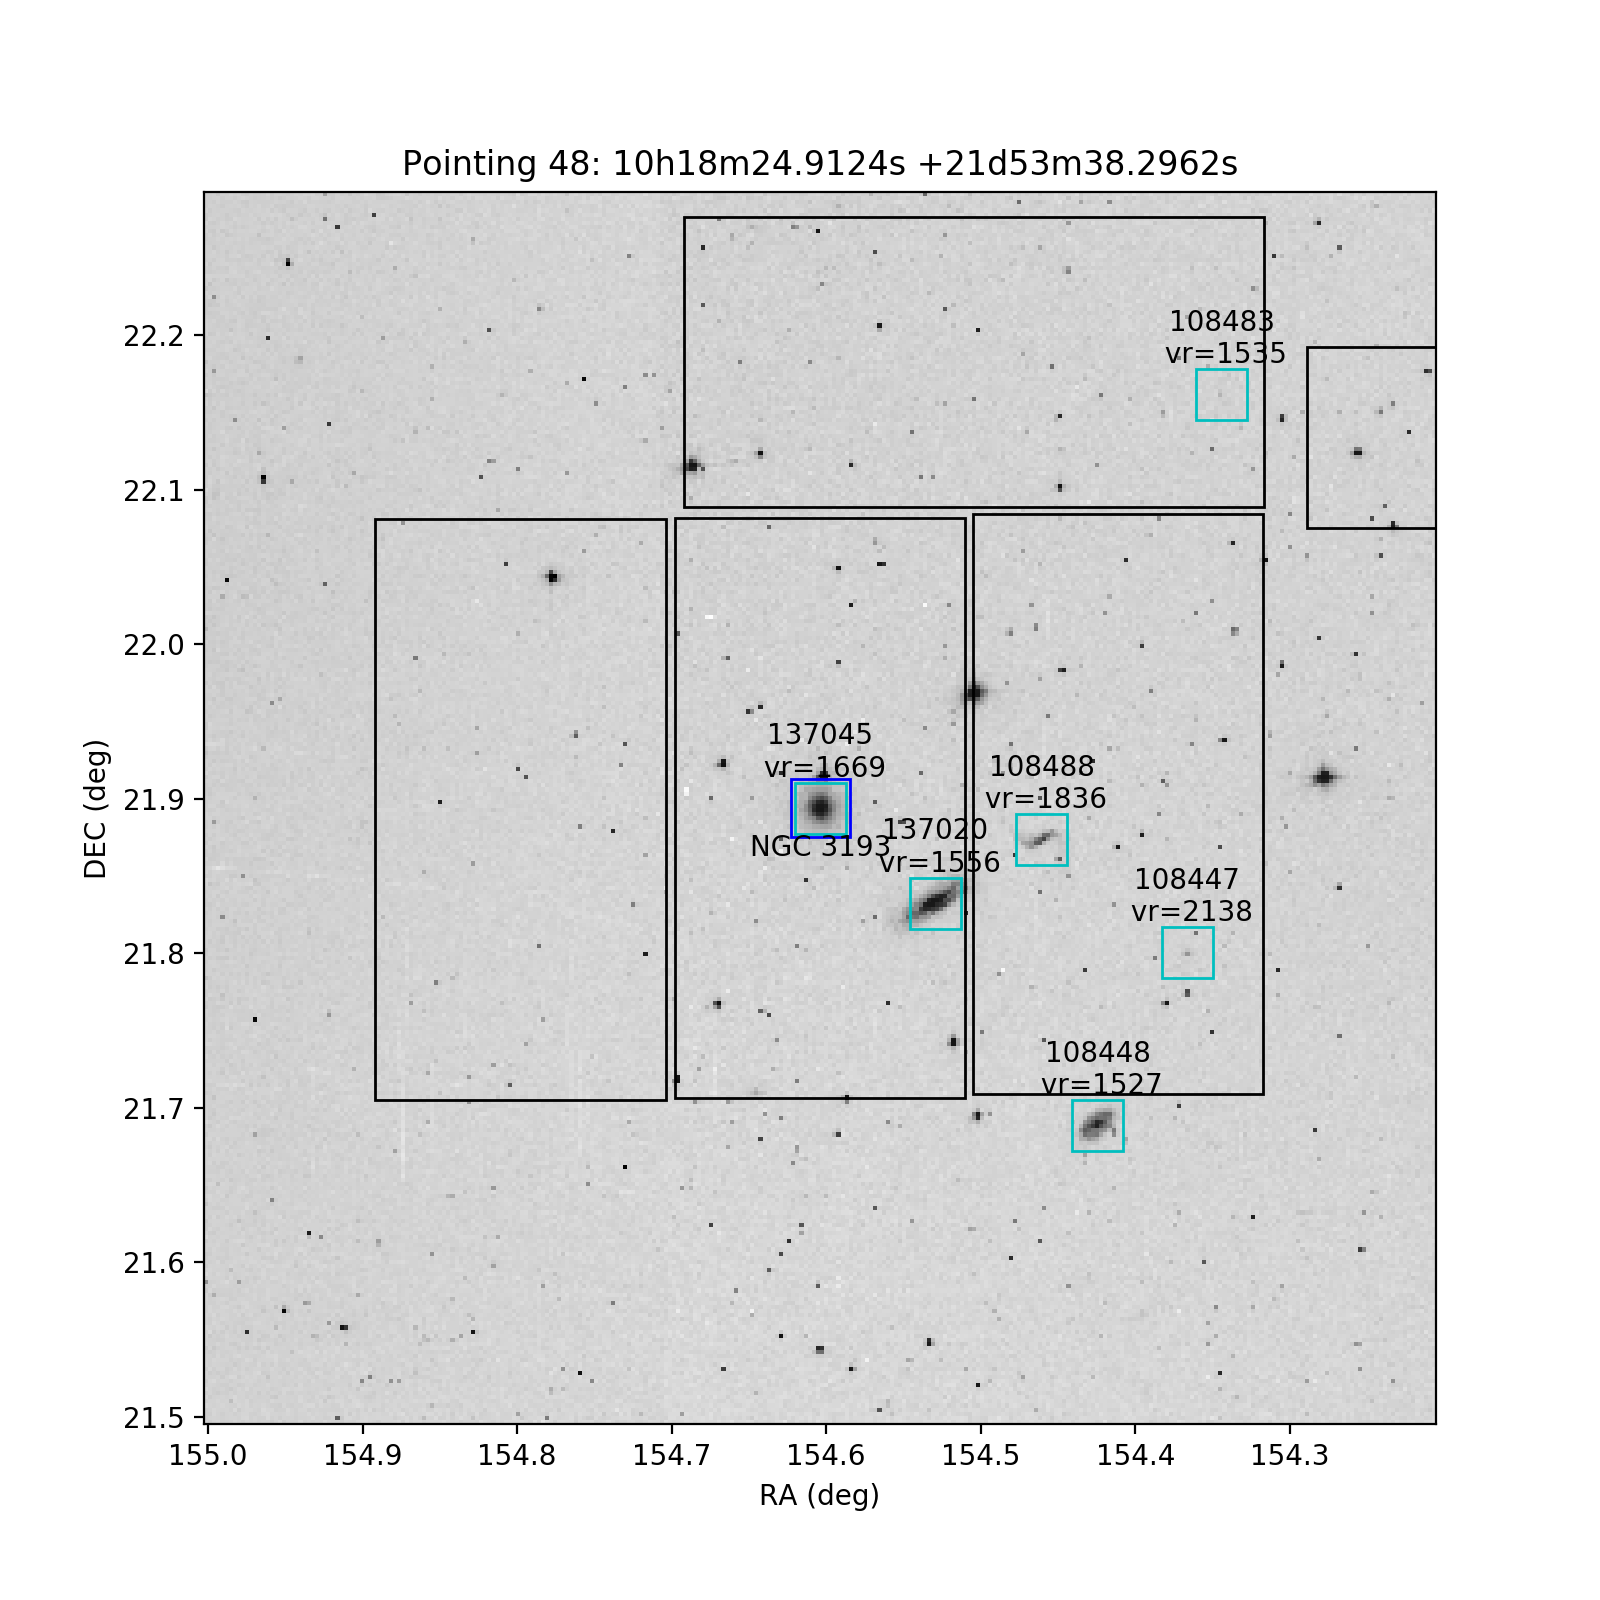 Pointing 48: 10h18m24.9124s +21d53m38.2962s
22.2
22.1
22.0
21.9
21.8
21.7
21.6
21.5
DEC (deg)
108483
vr=1535
137045
vr=1669
NGC 3193
108488
vr=1836
137020
vr=1556
108447
vr=2138
108448
vr=1527
155.0 154.9 154.8 154.7 154.6 154.5 154.4 154.3
RA (deg)